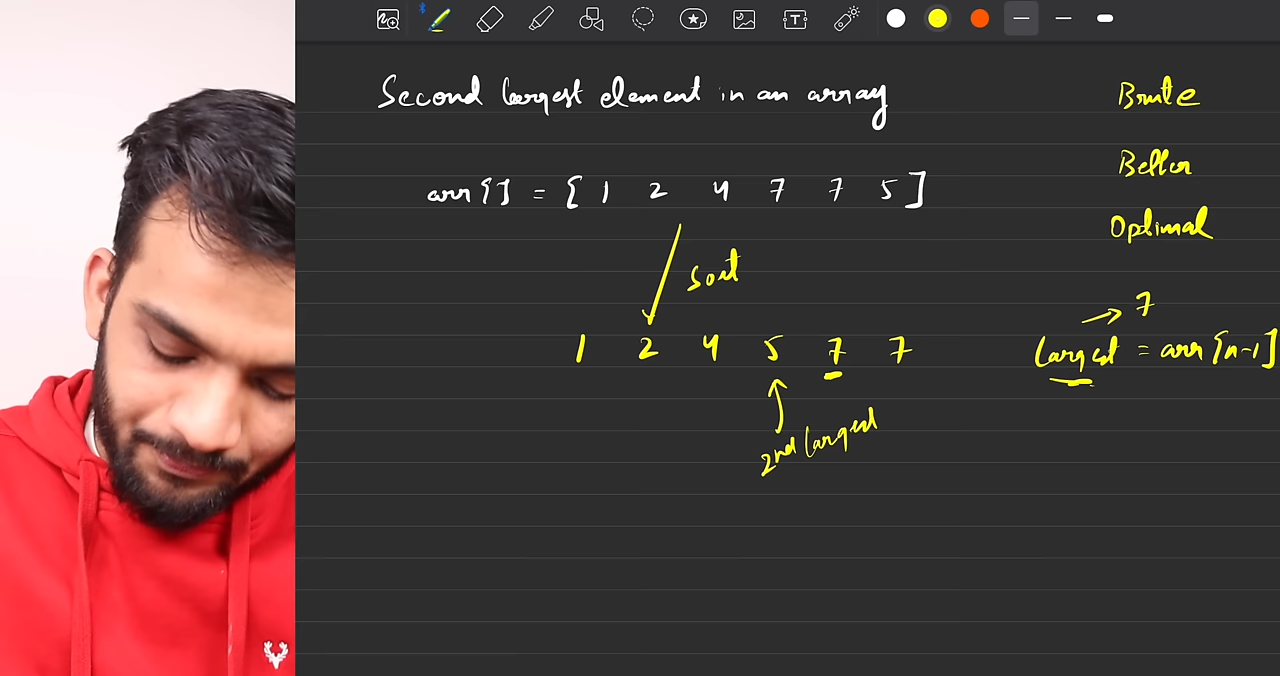 Second largest element in an array
Brute
Better
arr[] = [ 1 2 4 7 7 5 ]
Optimal
sort
7
1 2 4 5 7 7
largest = arr[n-1]
2nd largest